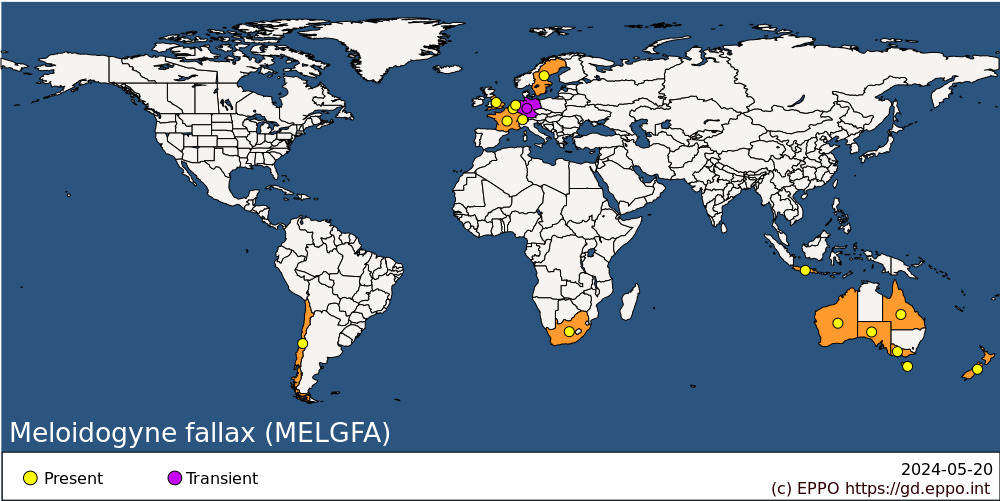 Meloidogyne fallax (MELGFA)
Present
Transient
2024-05-20
(c) EPPO https://gd.eppo.int